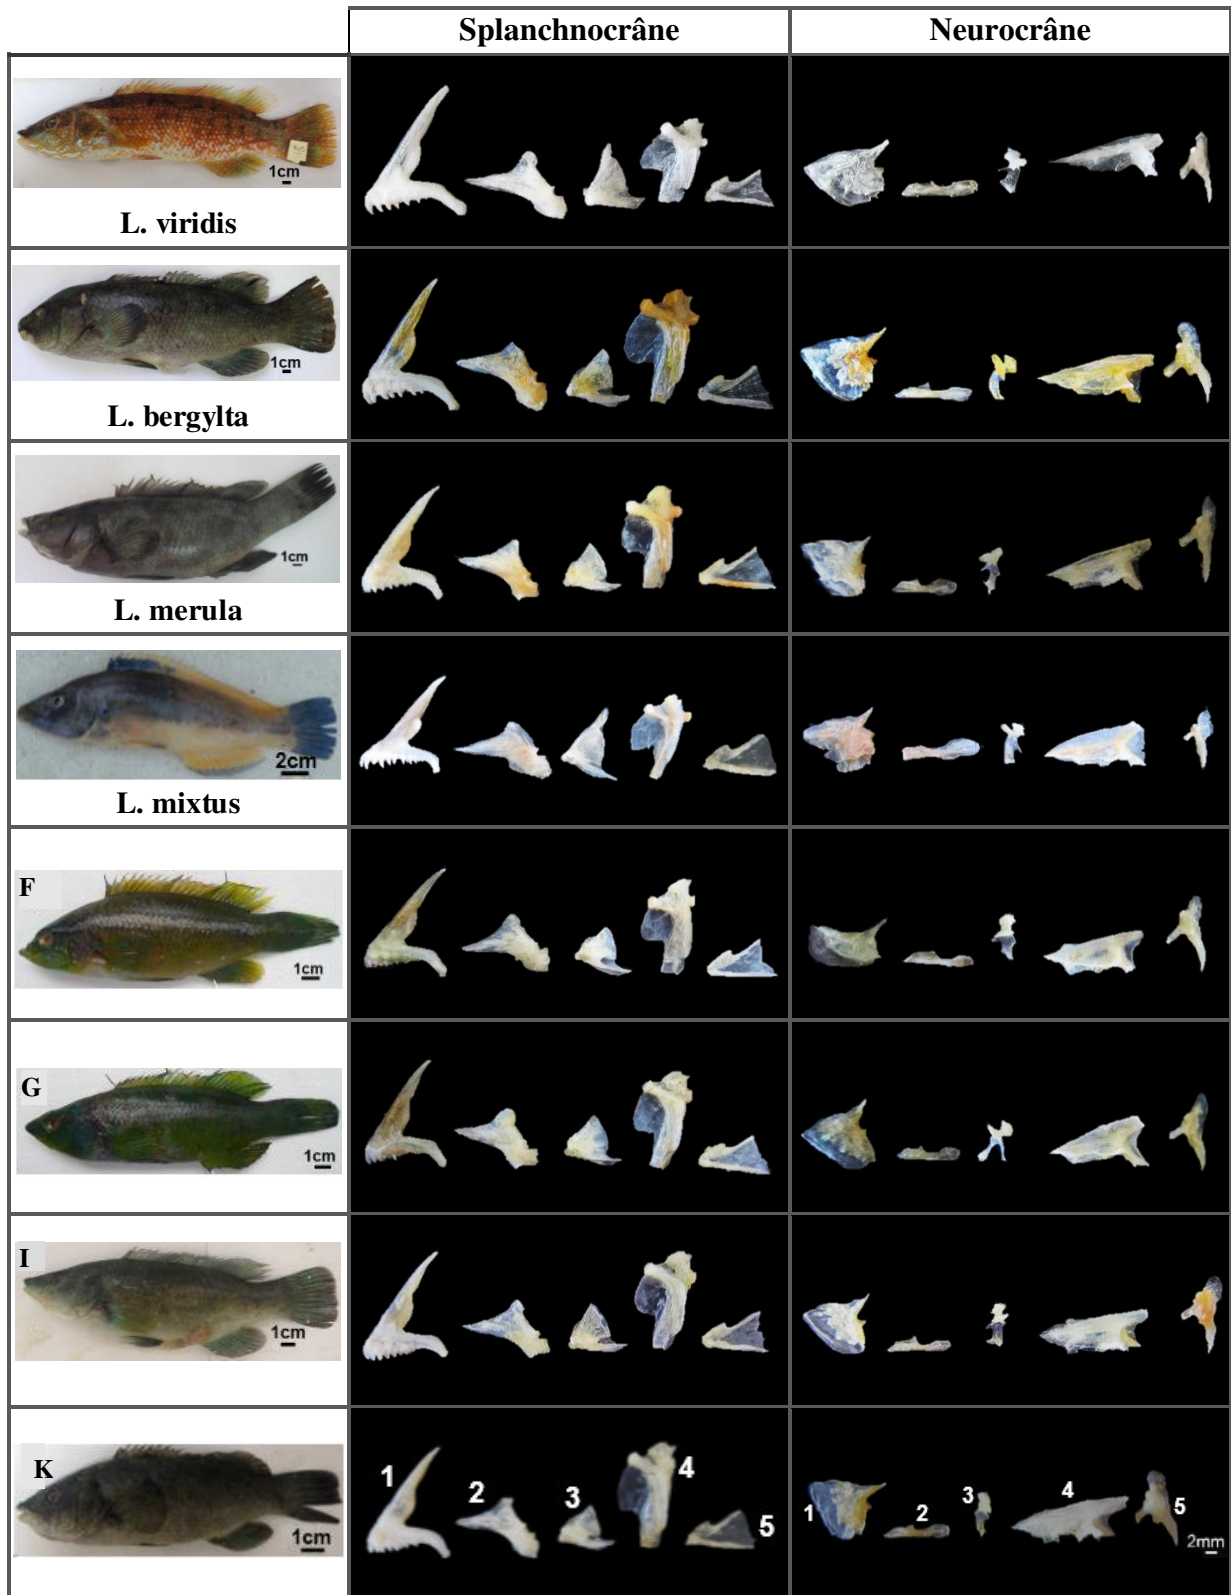 Splanchnocrâne Neurocrâne
1cm
L. viridis
1cm
L. bergylta
1cm
L. merula
2cm
L. mixtus
F
1cm
G
1cm
I
1cm
K
1cm
1 2 3 4 5
1 2 3 4 5
2mm